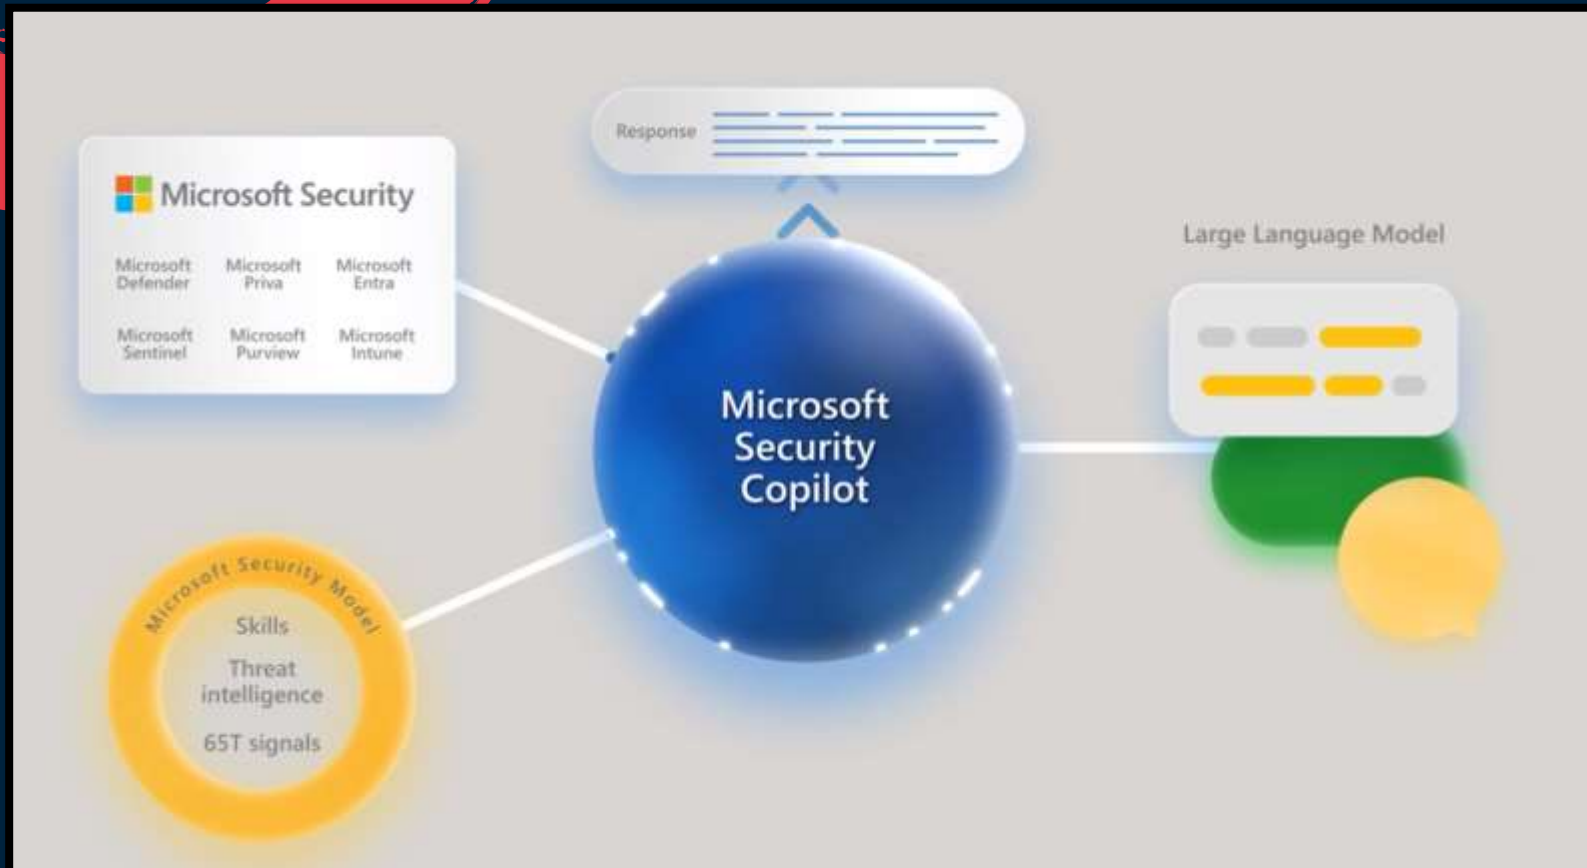 Response
Microsoft Security
Microsoft Microsoft Microsoft
Defender Priva Entra
Microsoft Microsoft Microsoft
Sentinel Purview Intune
Large Language Model
Microsoft
Security
Copilot
Microsoft Security Model
Skills
Threat
intelligence
65T signals